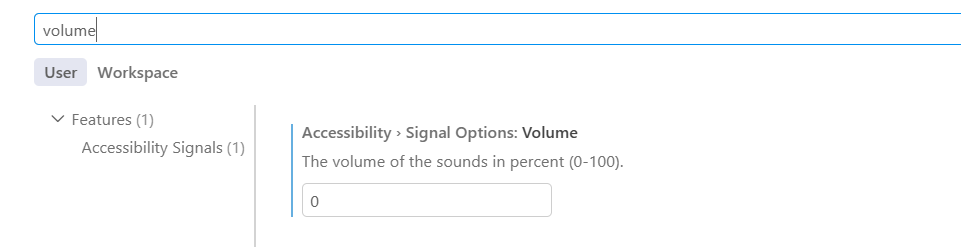 volume
User Workspace
Features (1)
Accessibility Signals (1)
Accessibility › Signal Options: Volume
The volume of the sounds in percent (0-100).
0